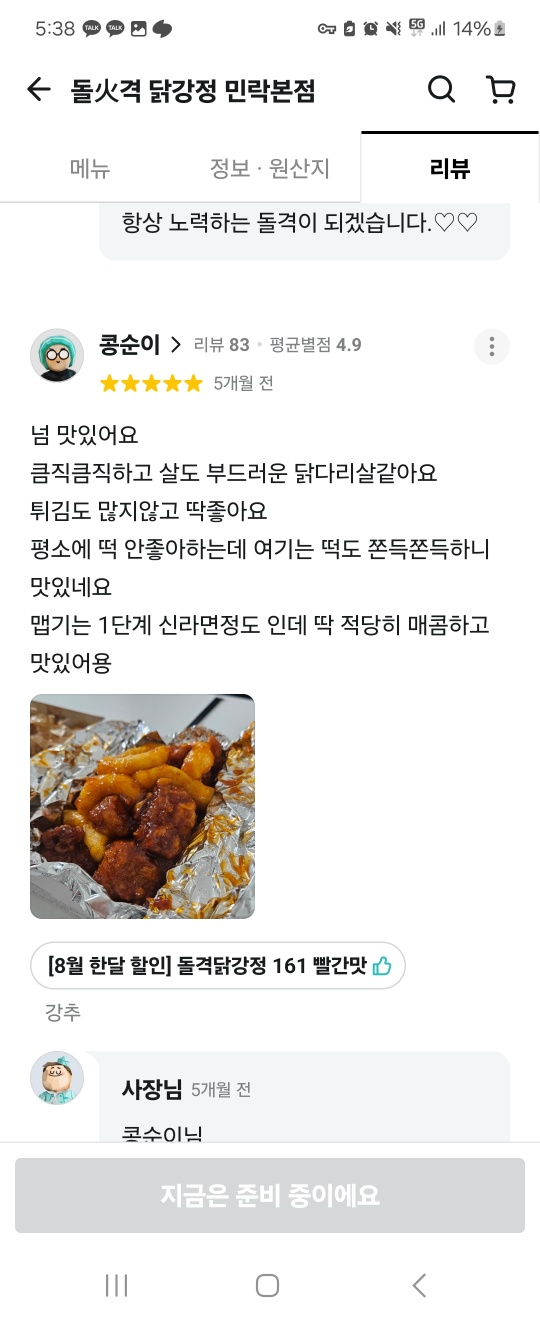 5:38 TALK TALK 5G 14%
돌火격 닭강정 민락본점
메뉴 정보 · 원산지 리뷰
항상 노력하는 돌격이 되겠습니다.♡♡
콩순이 리뷰 83 · 평균별점 4.9
5개월 전
넘 맛있어요
큼직큼직하고 살도 부드러운 닭다리살같아요
튀김도 많지않고 딱좋아요
평소에 떡 안좋아하는데 여기는 떡도 쫀득쫀득하니
맛있네요
맵기는 1단계 신라면정도 인데 딱 적당히 매콤하고
맛있어용
[8월 한달 할인] 돌격닭강정 161 빨간맛
강추
사장님 5개월 전
콩순이님
지금은 준비 중이에요